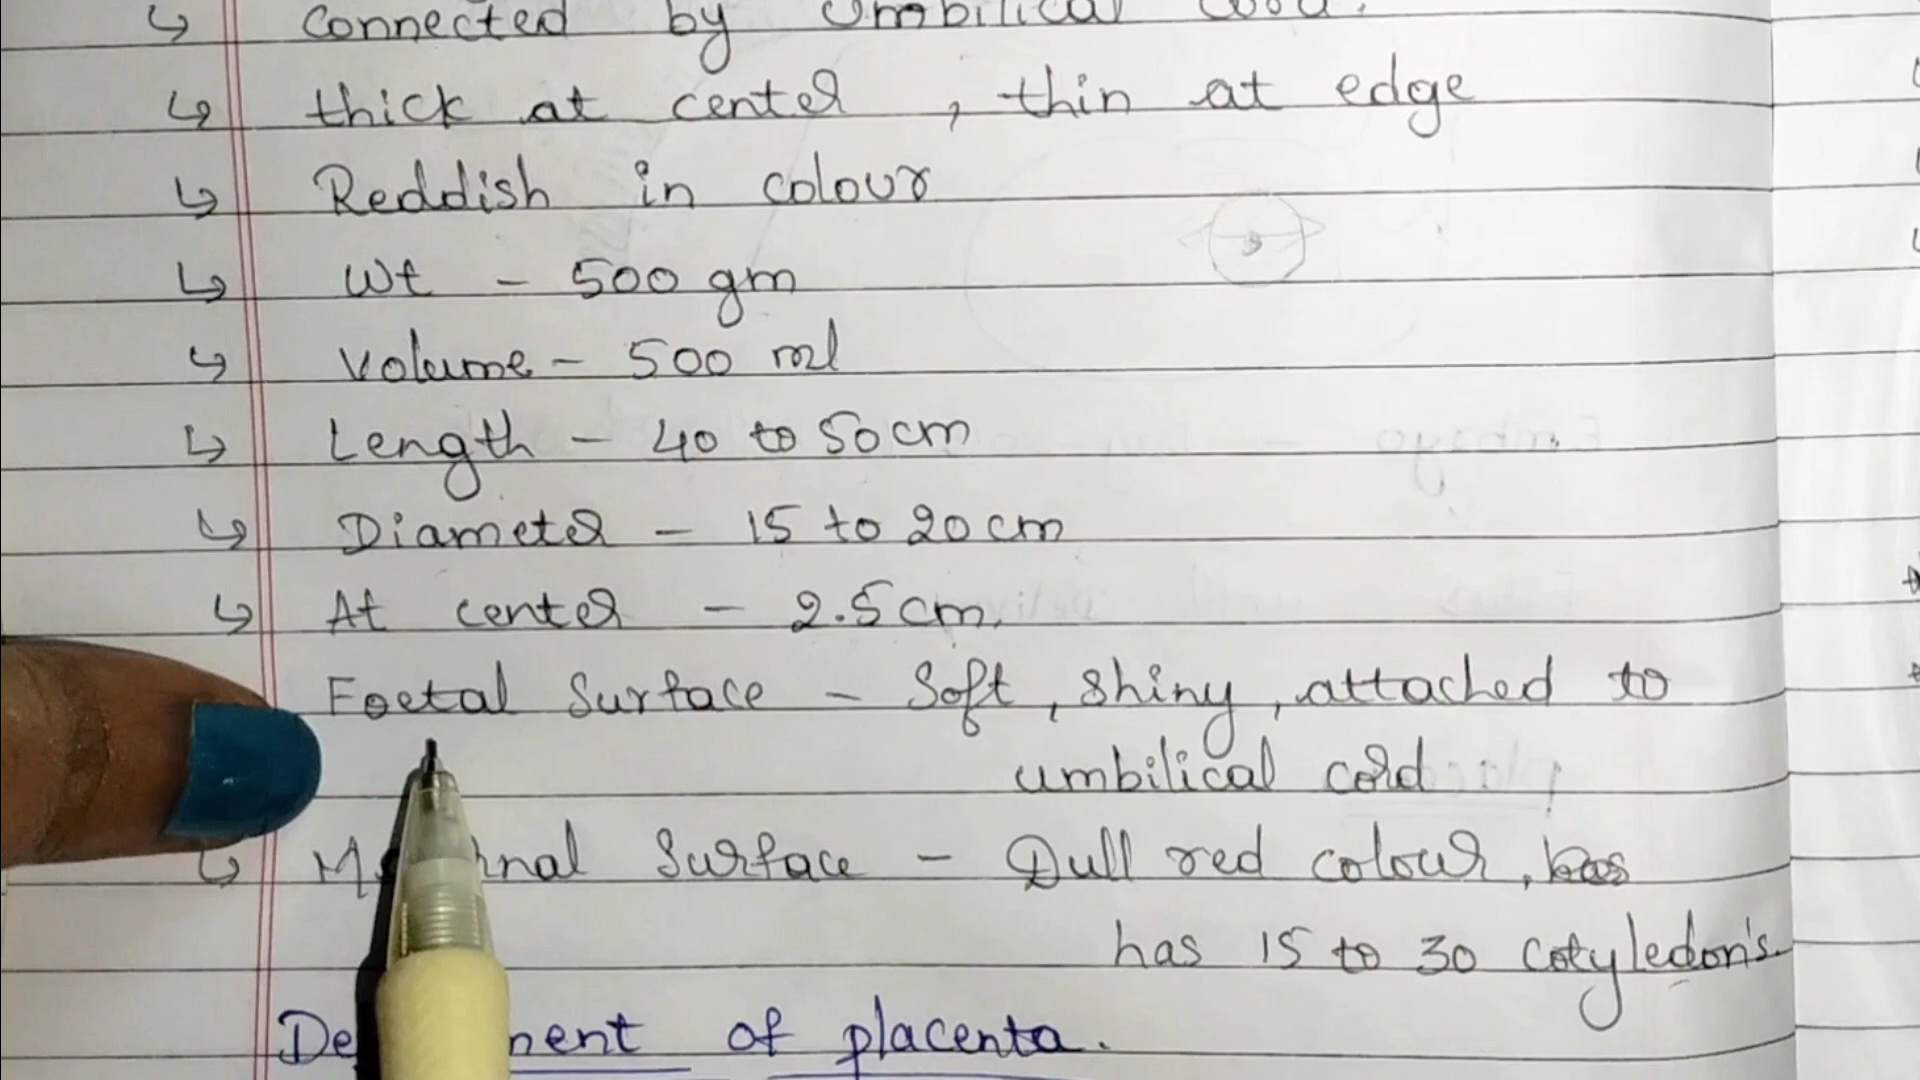 ↳ Connected by Umbilical cord.
↳ thick at center , thin at edge
↳ Reddish in colour
↳ Wt - 500 gm
↳ Volume - 500 ml
↳ Length - 40 to 50 cm
↳ Diameter - 15 to 20 cm
↳ At center - 2.5 cm.
Foetal Surface - Soft, shiny, attached to
umbilical cord
↳ Surface - Dull red colour,
has 15 to 30 Cotyledon's.
of placenta.